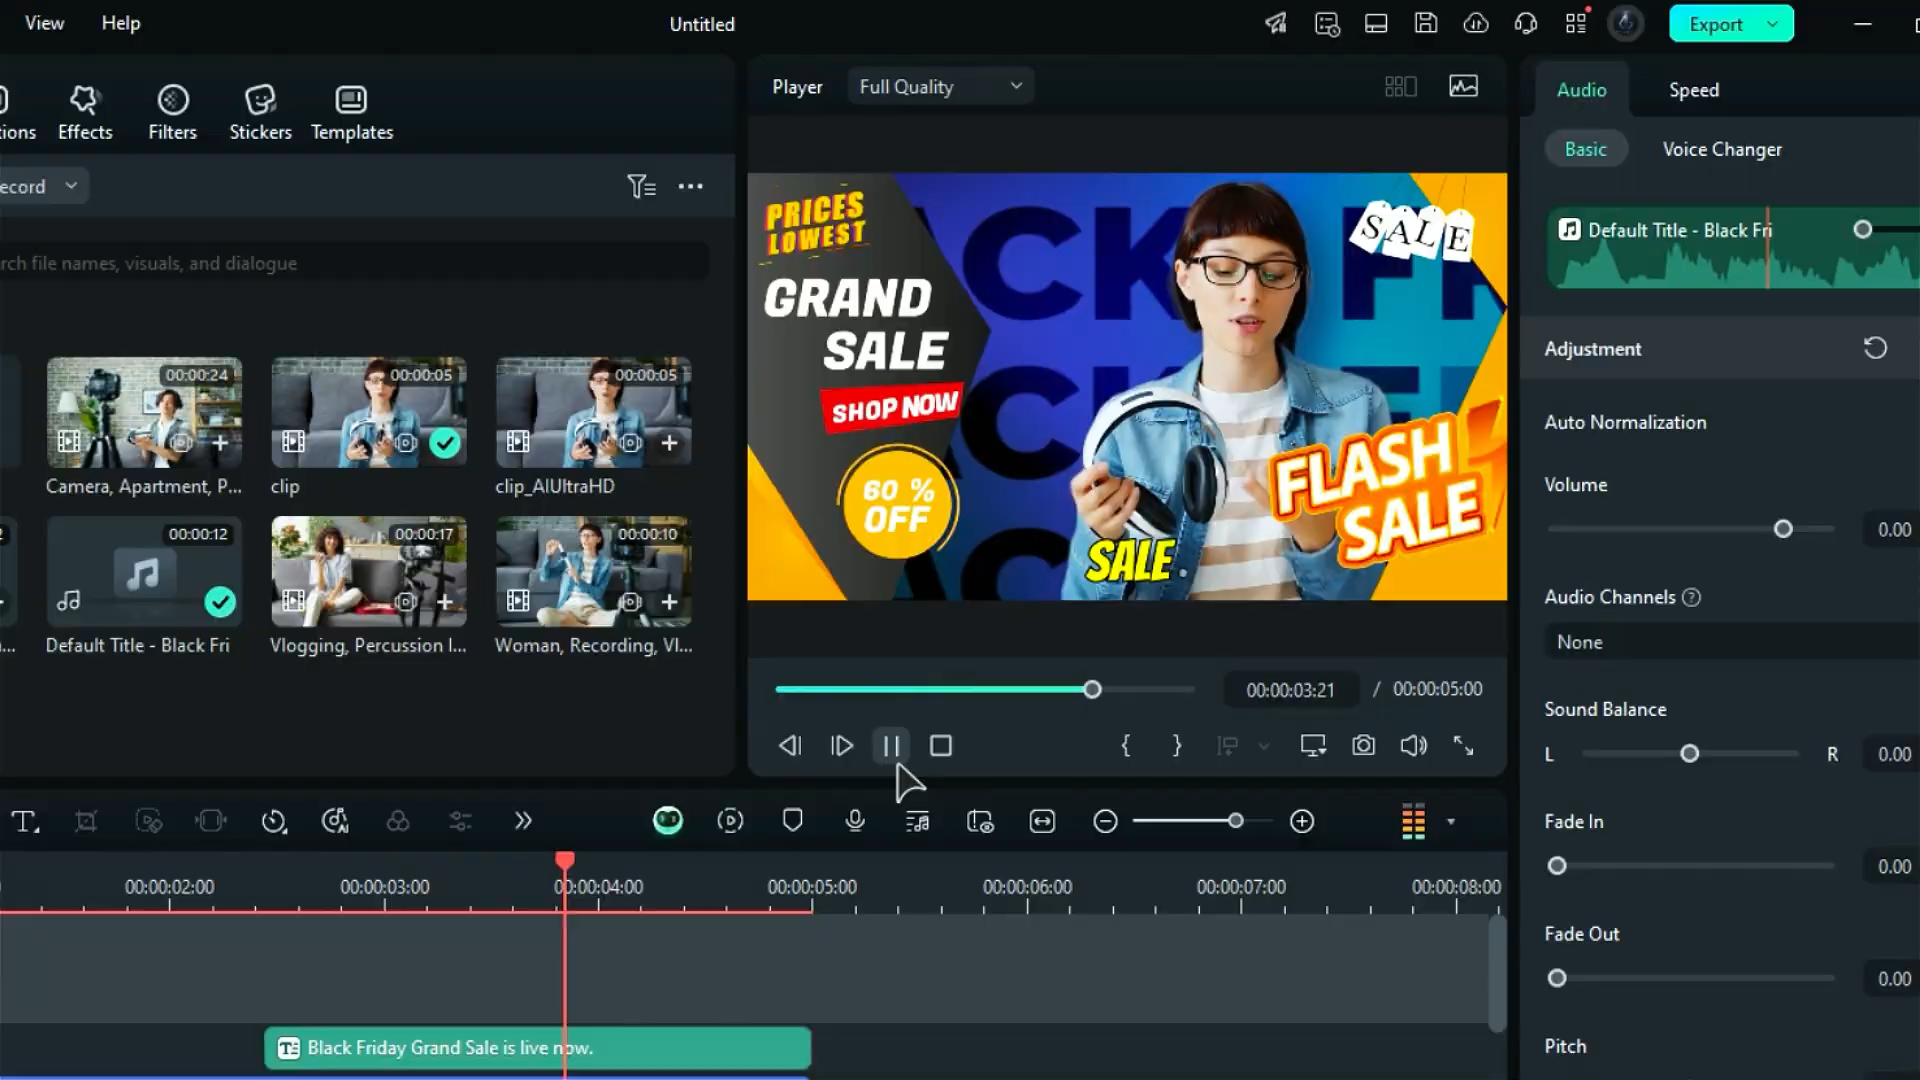 View Help
Untitled
Export
ions Effects Filters Stickers Templates
ecord
rch file names, visuals, and dialogue
00:00:24
Camera, Apartment, P...
00:00:05
clip
00:00:05
clip_AIUltraHD
00:00:12
Default Title - Black Fri
00:00:17
Vlogging, Percussion I...
00:00:10
Woman, Recording, Vl...
Player Full Quality
PRICES
LOWEST
GRAND
SALE
SHOP NOW
60 %
OFF
ACK FR
ACK
ACK
SALE
FLASH
SALE
SALE
00:00:03:21 / 00:00:05:00
Audio Speed
Basic Voice Changer
Default Title - Black Fri
Adjustment
Auto Normalization
Volume
0.00
Audio Channels
None
Sound Balance
L R 0.00
Fade In
0.00
Fade Out
0.00
Pitch
00:00:02:00 00:00:03:00 00:00:04:00 00:00:05:00 00:00:06:00 00:00:07:00 00:00:08:00
Black Friday Grand Sale is live now.